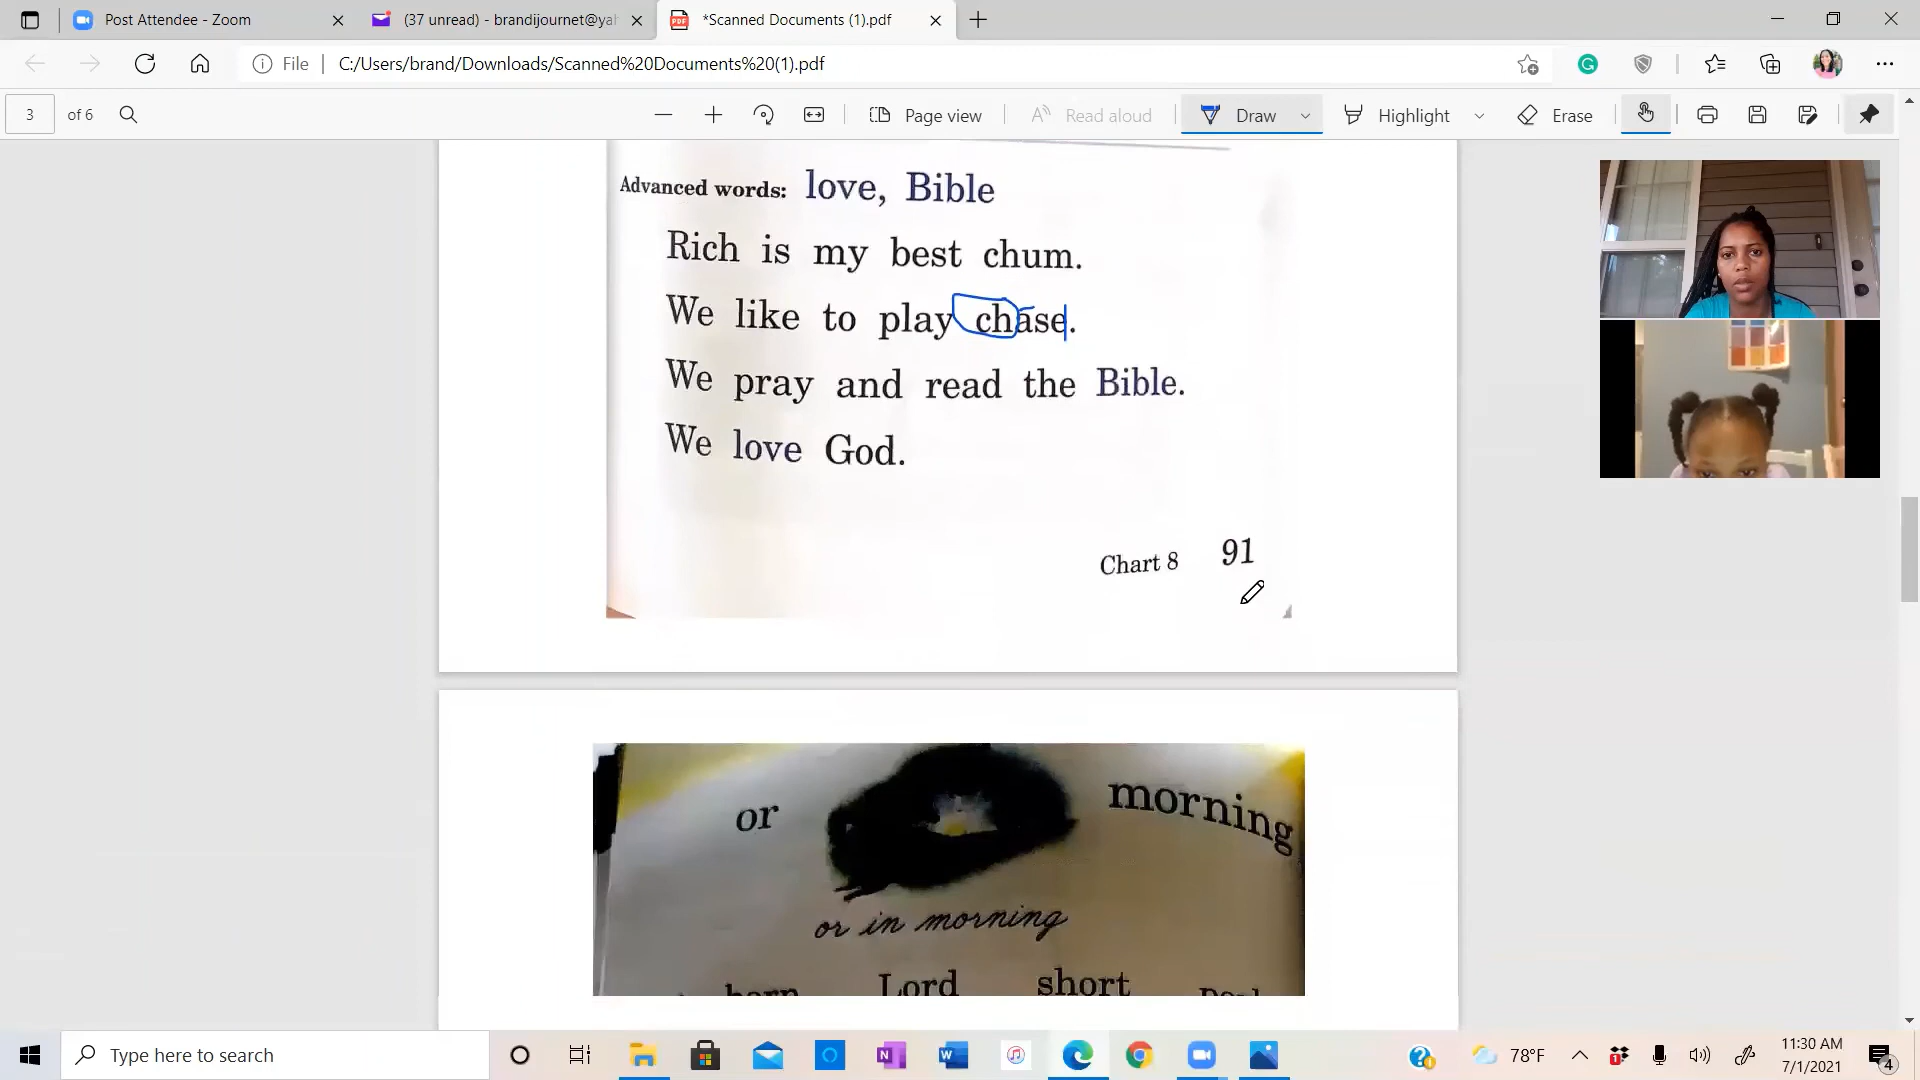 Post Attendee - Zoom
(37 unread) - brandijournet@yah
*Scanned Documents (1).pdf
File
C:/Users/brand/Downloads/Scanned%20Documents%20(1).pdf
3 of 6
Page view
Read aloud
Draw
Highlight
Erase
Advanced words: love, Bible
Rich is my best chum.
We like to play chase.
We pray and read the Bible.
We love God.
Chart 8 91
or morning
or in morning
born Lord short
Type here to search
78°F
11:30 AM
7/1/2021
4